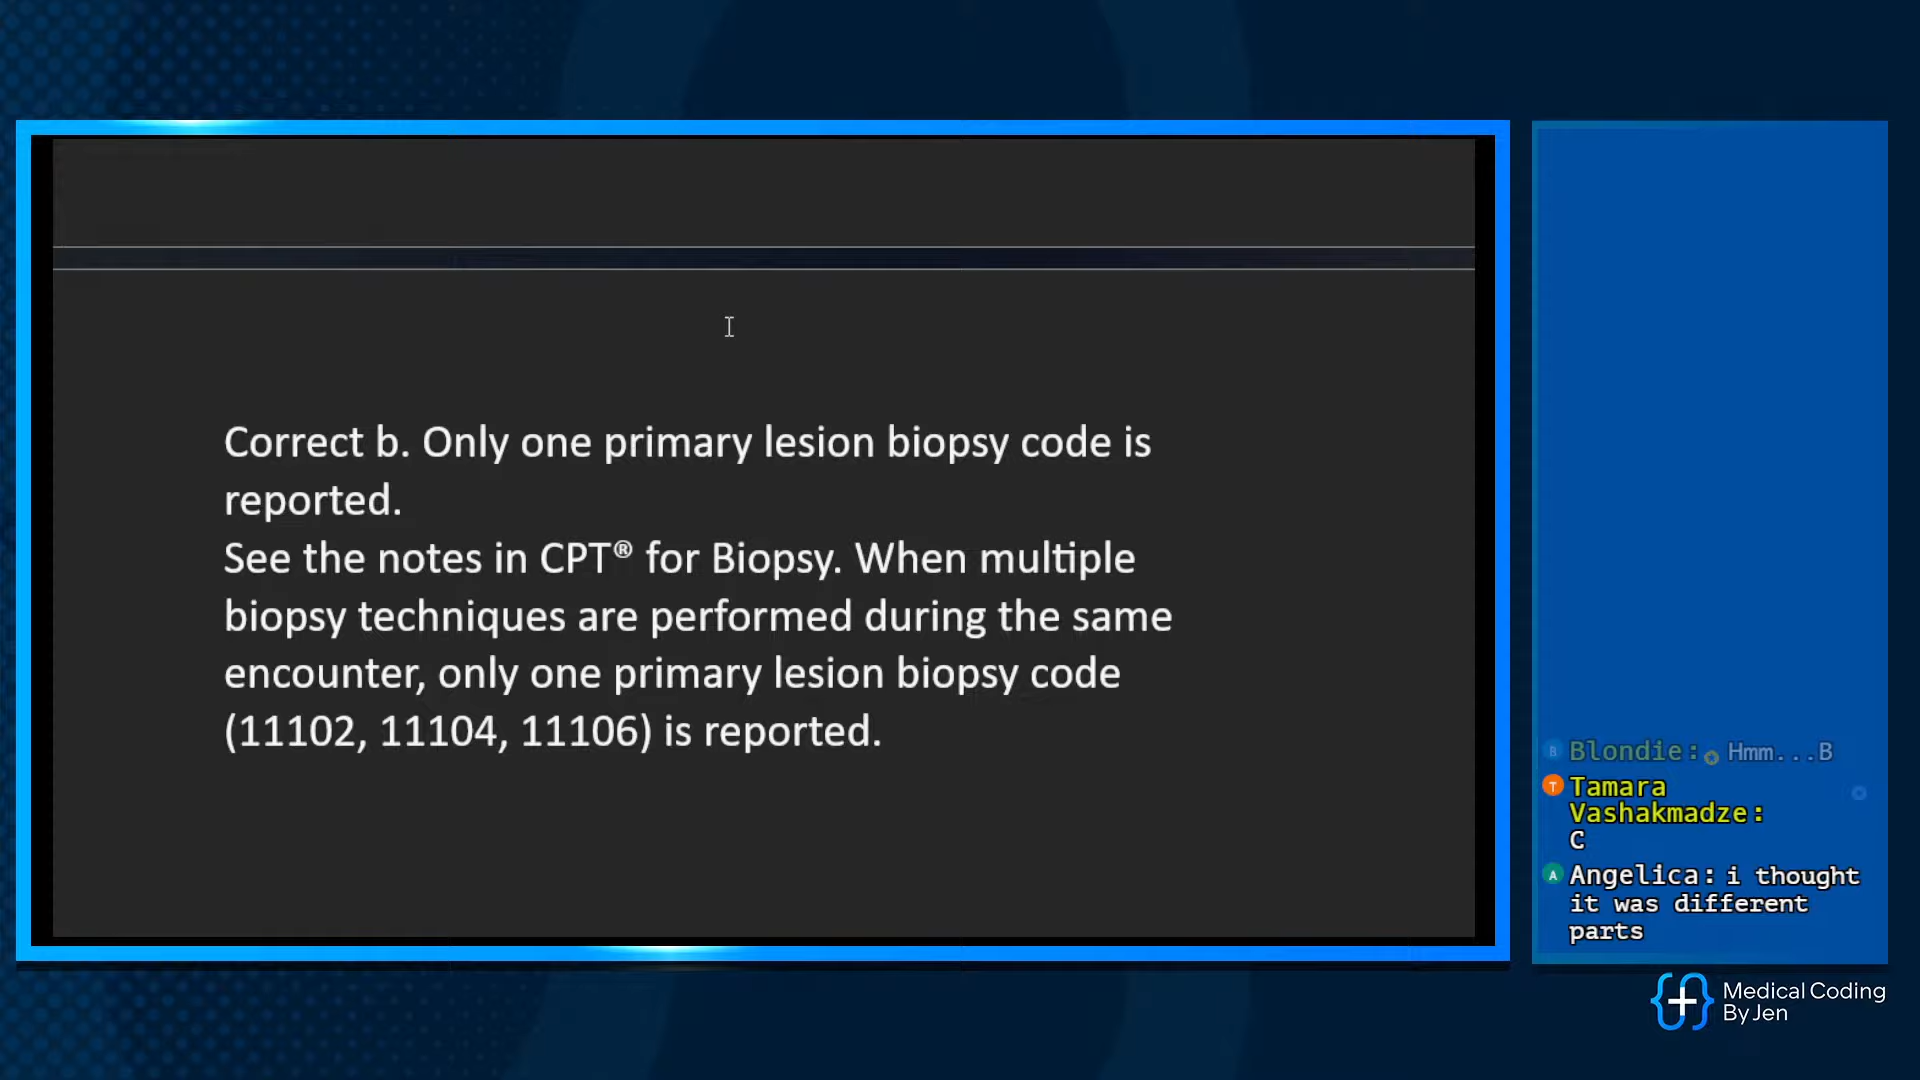 Correct b. Only one primary lesion biopsy code is
reported.
See the notes in CPT® for Biopsy. When multiple
biopsy techniques are performed during the same
encounter, only one primary lesion biopsy code
(11102, 11104, 11106) is reported.
B Blondie: Hmm...B
T Tamara
Vashakmadze:
C
A Angelica: i thought
it was different
parts
Medical Coding
By Jen